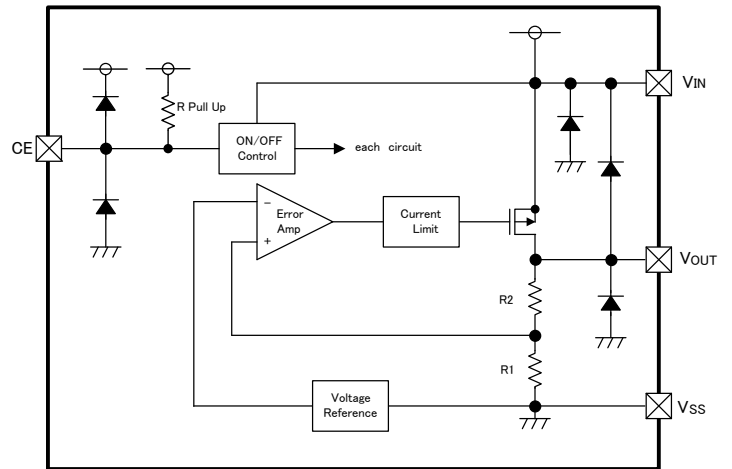 VIN
R Pull Up
CE
ON/OFF
Control
each circuit
−
Error
Amp
+
Current
Limit
VOUT
R2
R1
Voltage
Reference
VSS